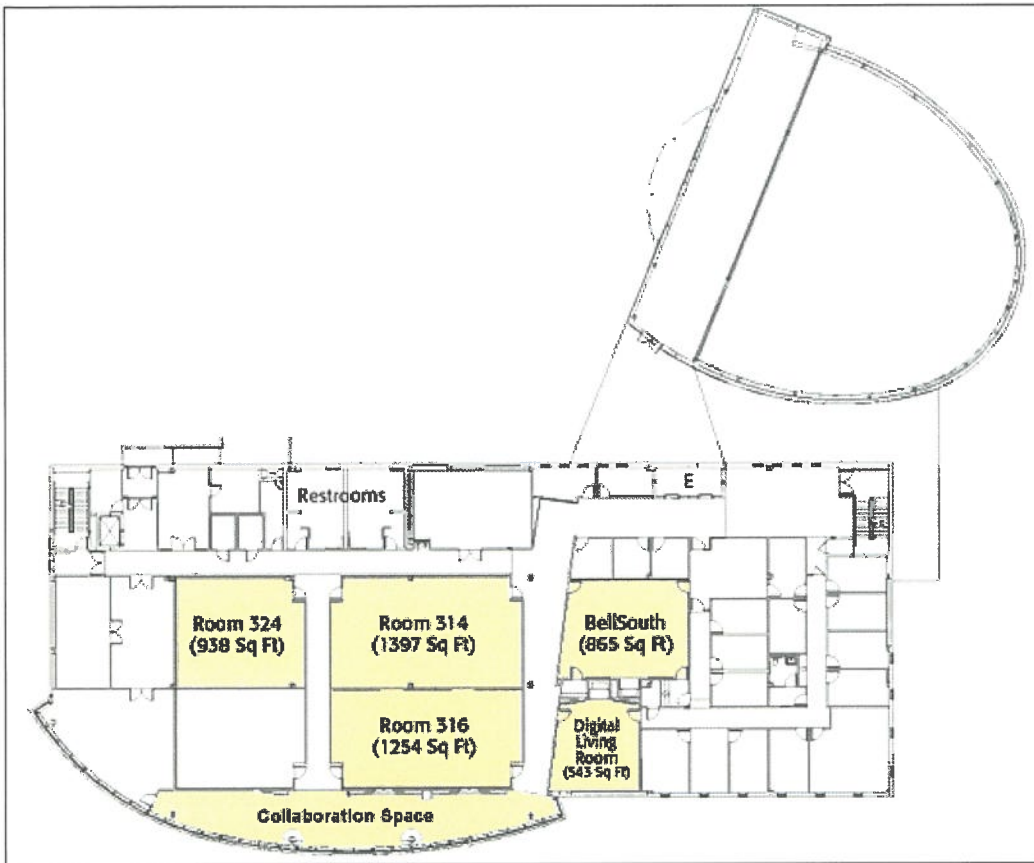 Restrooms
E
Room 324
(938 Sq Ft)
Room 314
(1397 Sq Ft)
BellSouth
(865 Sq Ft)
Room 316
(1254 Sq Ft)
Digital
Living
Room
(543 Sq Ft)
Collaboration Space